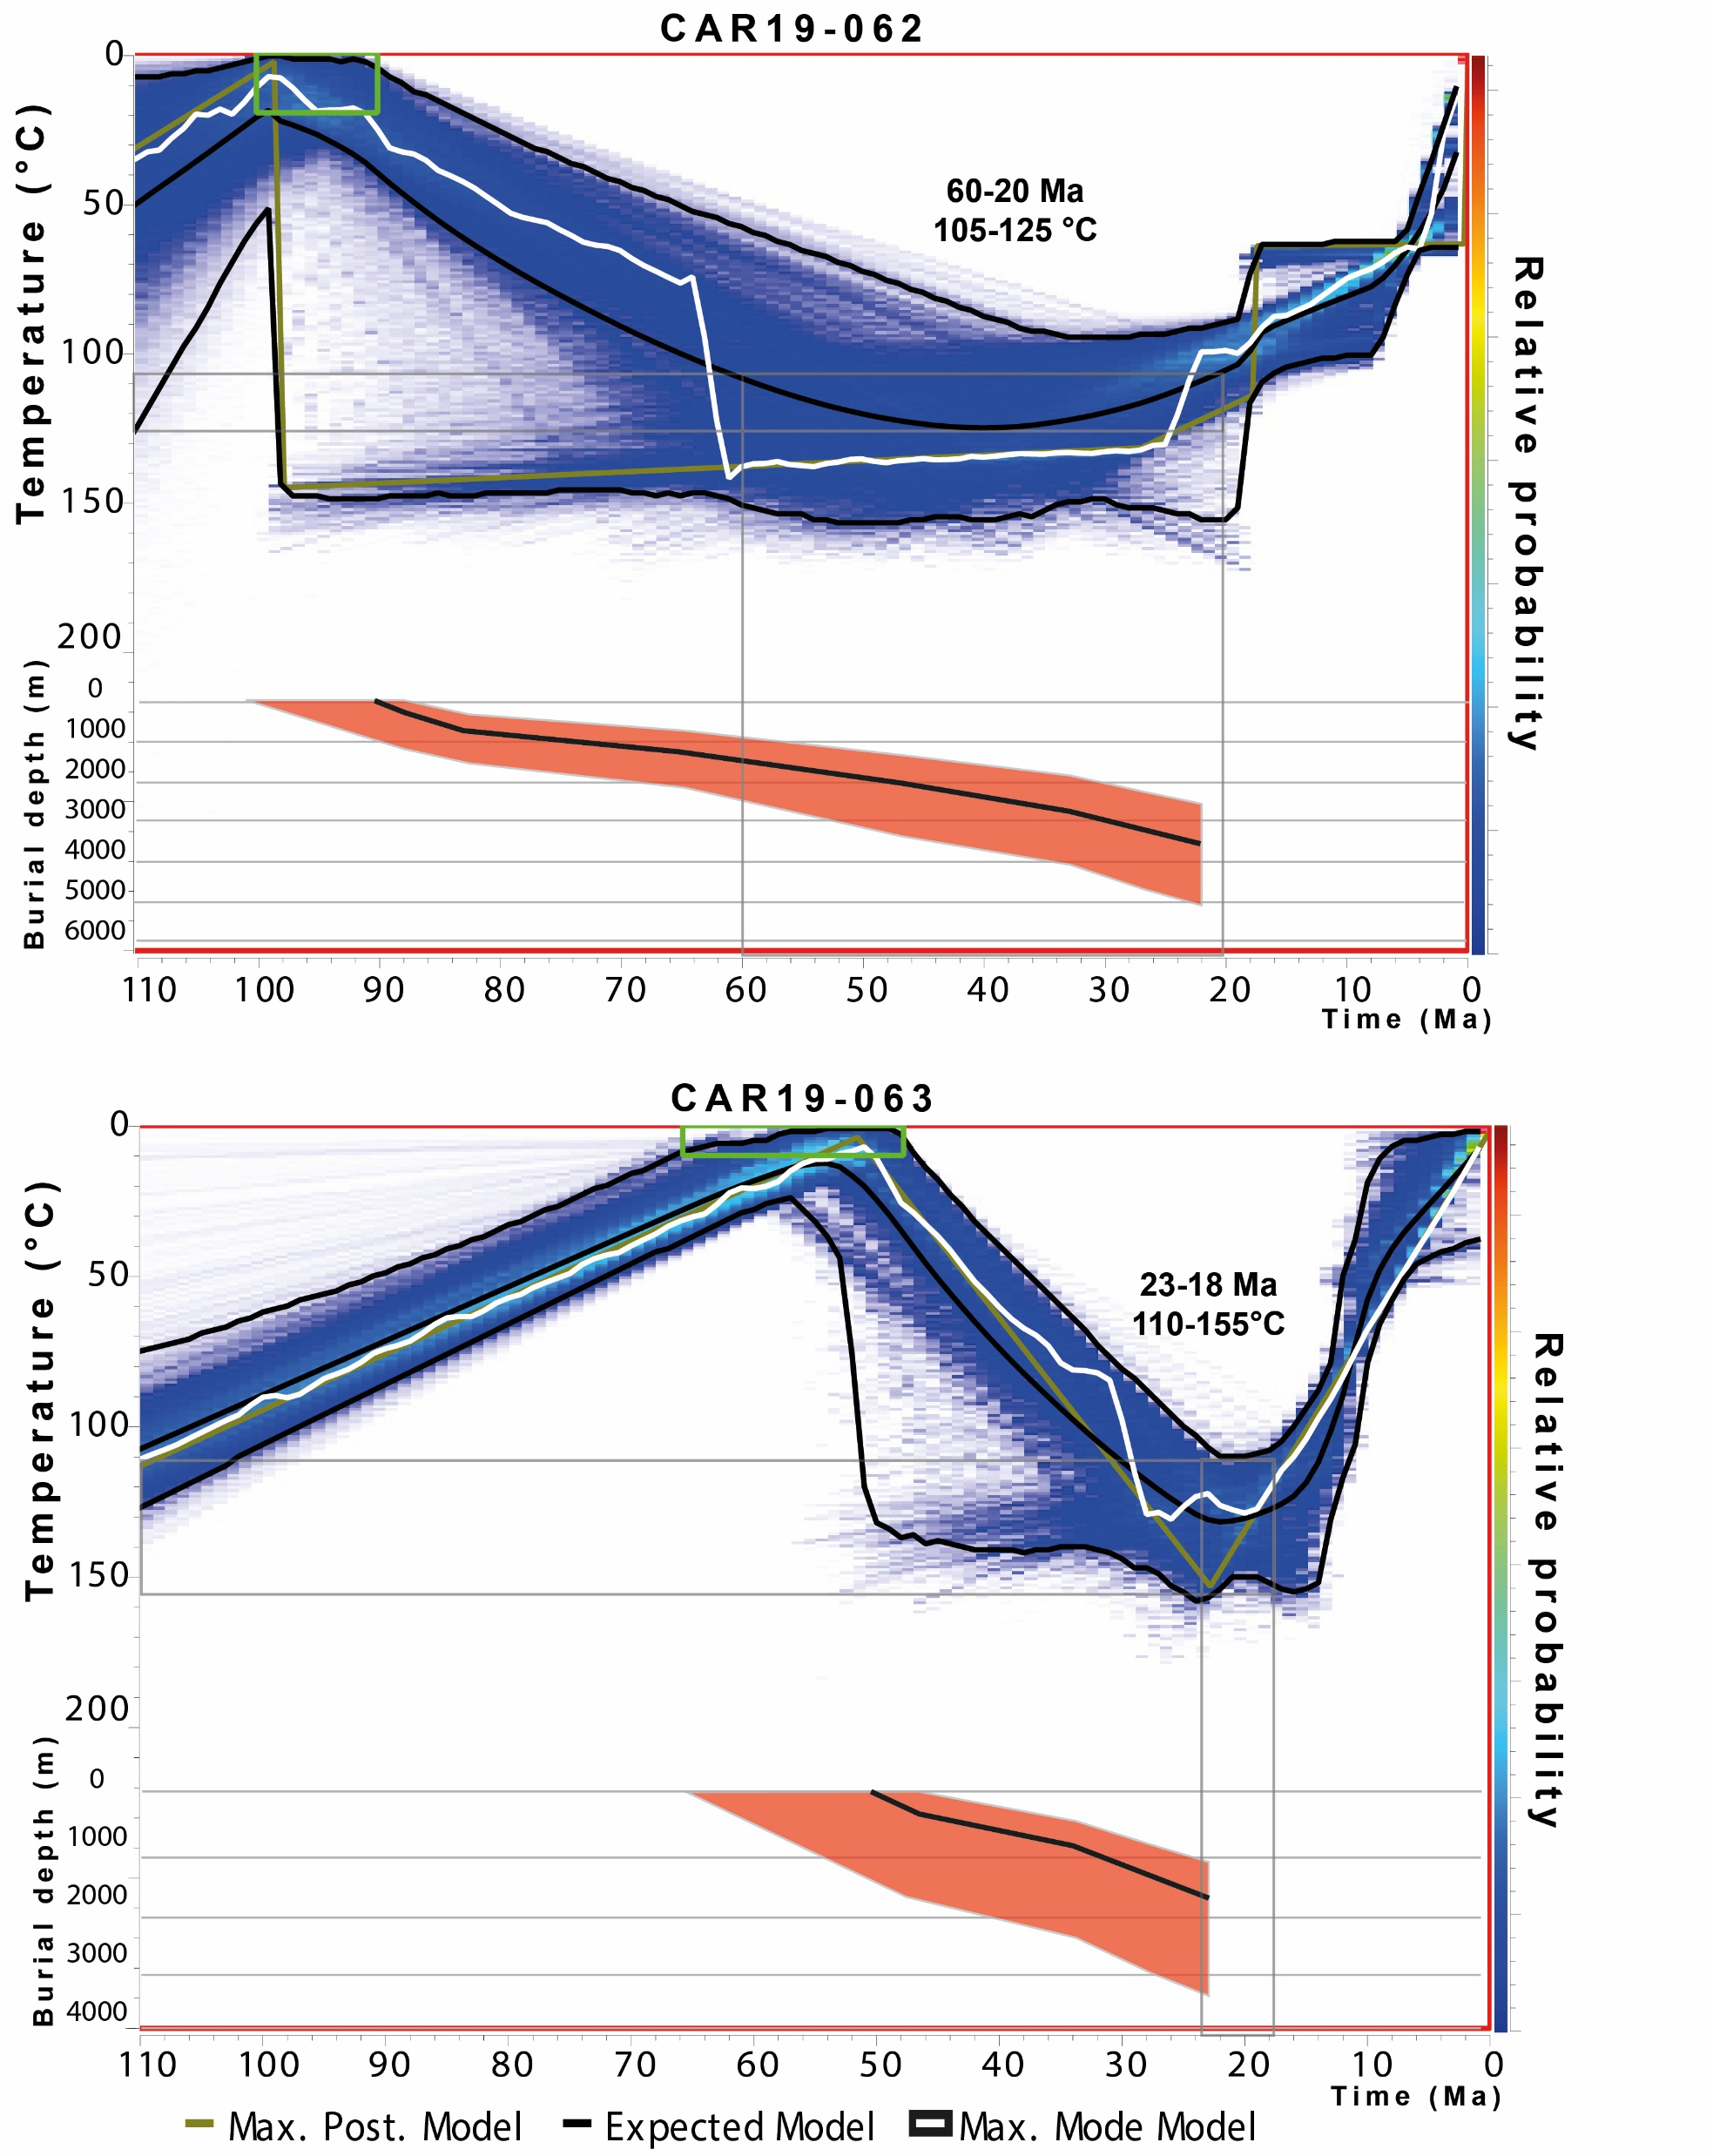 CAR19-062
Temperature (°C)
0
50
100
150
200
60-20 Ma
105-125 °C
Relative probability
Burial depth (m)
0
1000
2000
3000
4000
5000
6000
110 100 90 80 70 60 50 40 30 20 10 0
Time (Ma)
CAR19-063
Temperature (°C)
0
50
100
150
200
23-18 Ma
110-155°C
Relative probability
Burial depth (m)
0
1000
2000
3000
4000
110 100 90 80 70 60 50 40 30 20 10 0
Time (Ma)
Max. Post. Model Expected Model Max. Mode Model